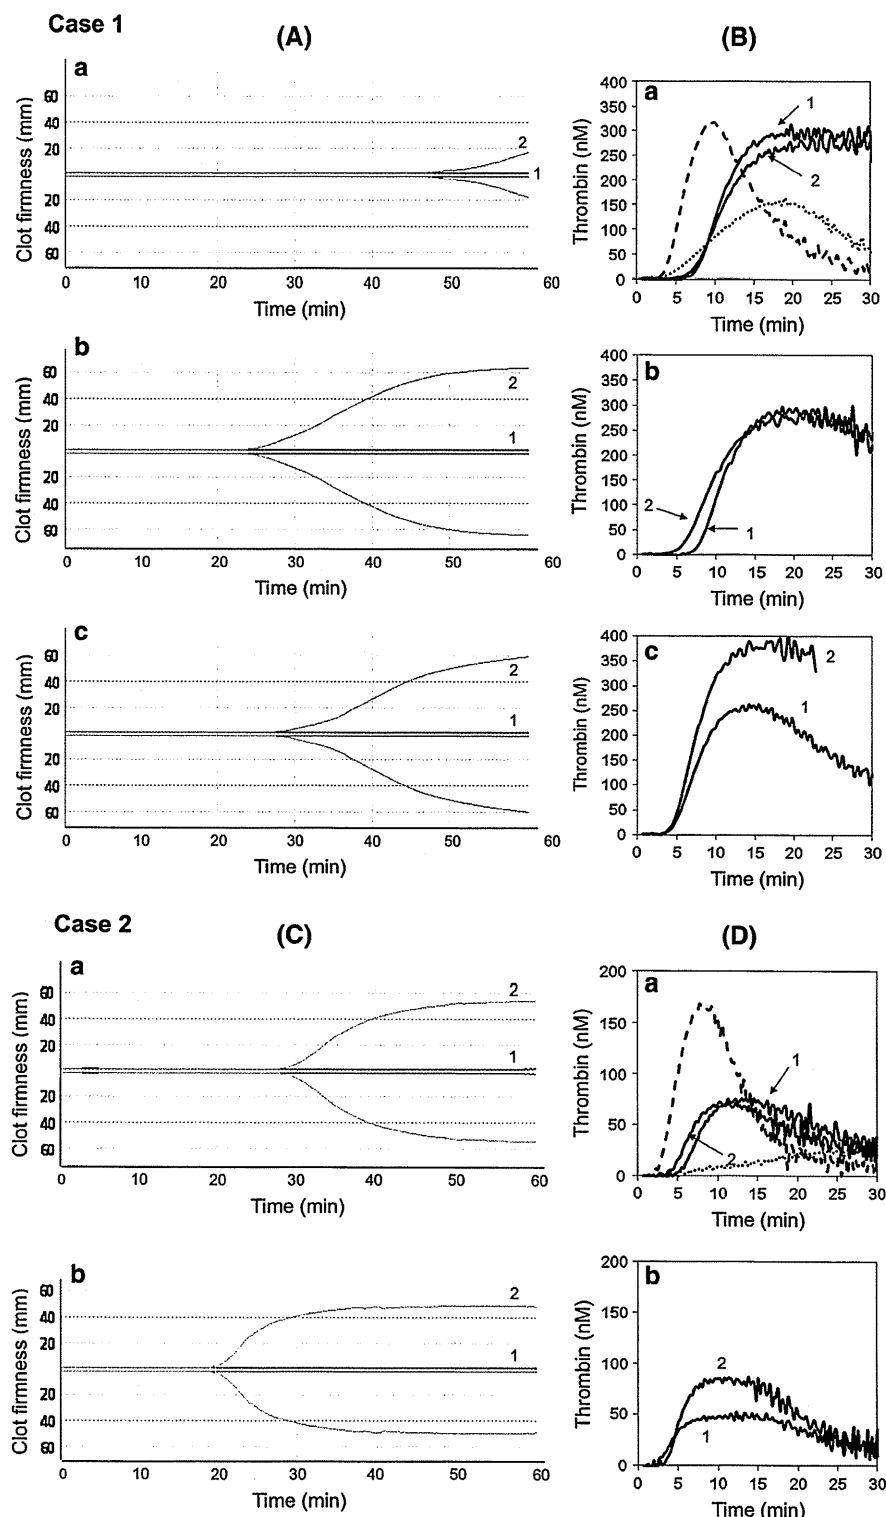 Case 1
(A)
(B)
a
Clot firmness (mm)
60
40
20
20
40
60
2
1
0 10 20 30 40 50 60
Time (min)
a
Thrombin (nM)
400
350
300
250
200
150
100
50
0
1
2
0 5 10 15 20 25 30
Time (min)
b
Clot firmness (mm)
60
40
20
20
40
60
2
1
0 10 20 30 40 50 60
Time (min)
b
Thrombin (nM)
400
350
300
250
200
150
100
50
0
2
1
0 5 10 15 20 25 30
Time (min)
c
Clot firmness (mm)
60
40
20
20
40
60
2
1
0 10 20 30 40 50 60
Time (min)
c
Thrombin (nM)
400
350
300
250
200
150
100
50
0
2
1
0 5 10 15 20 25 30
Time (min)
Case 2
(C)
(D)
a
Clot firmness (mm)
60
40
20
20
40
60
2
1
0 10 20 30 40 50 60
Time (min)
a
Thrombin (nM)
200
150
100
50
0
1
2
0 5 10 15 20 25 30
Time (min)
b
Clot firmness (mm)
60
40
20
20
40
60
2
1
0 10 20 30 40 50 60
Time (min)
b
Thrombin (nM)
200
150
100
50
0
2
1
0 5 10 15 20 25 30
Time (min)